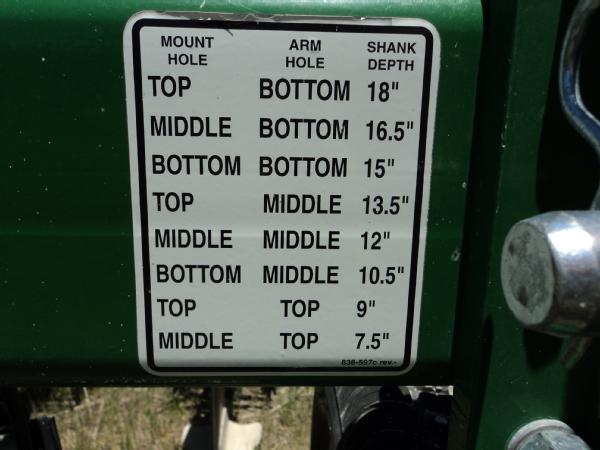 MOUNT ARM SHANK
HOLE HOLE DEPTH
TOP BOTTOM 18"
MIDDLE BOTTOM 16.5"
BOTTOM BOTTOM 15"
TOP MIDDLE 13.5"
MIDDLE MIDDLE 12"
BOTTOM MIDDLE 10.5"
TOP TOP 9"
MIDDLE TOP 7.5"
838-597c rev.-